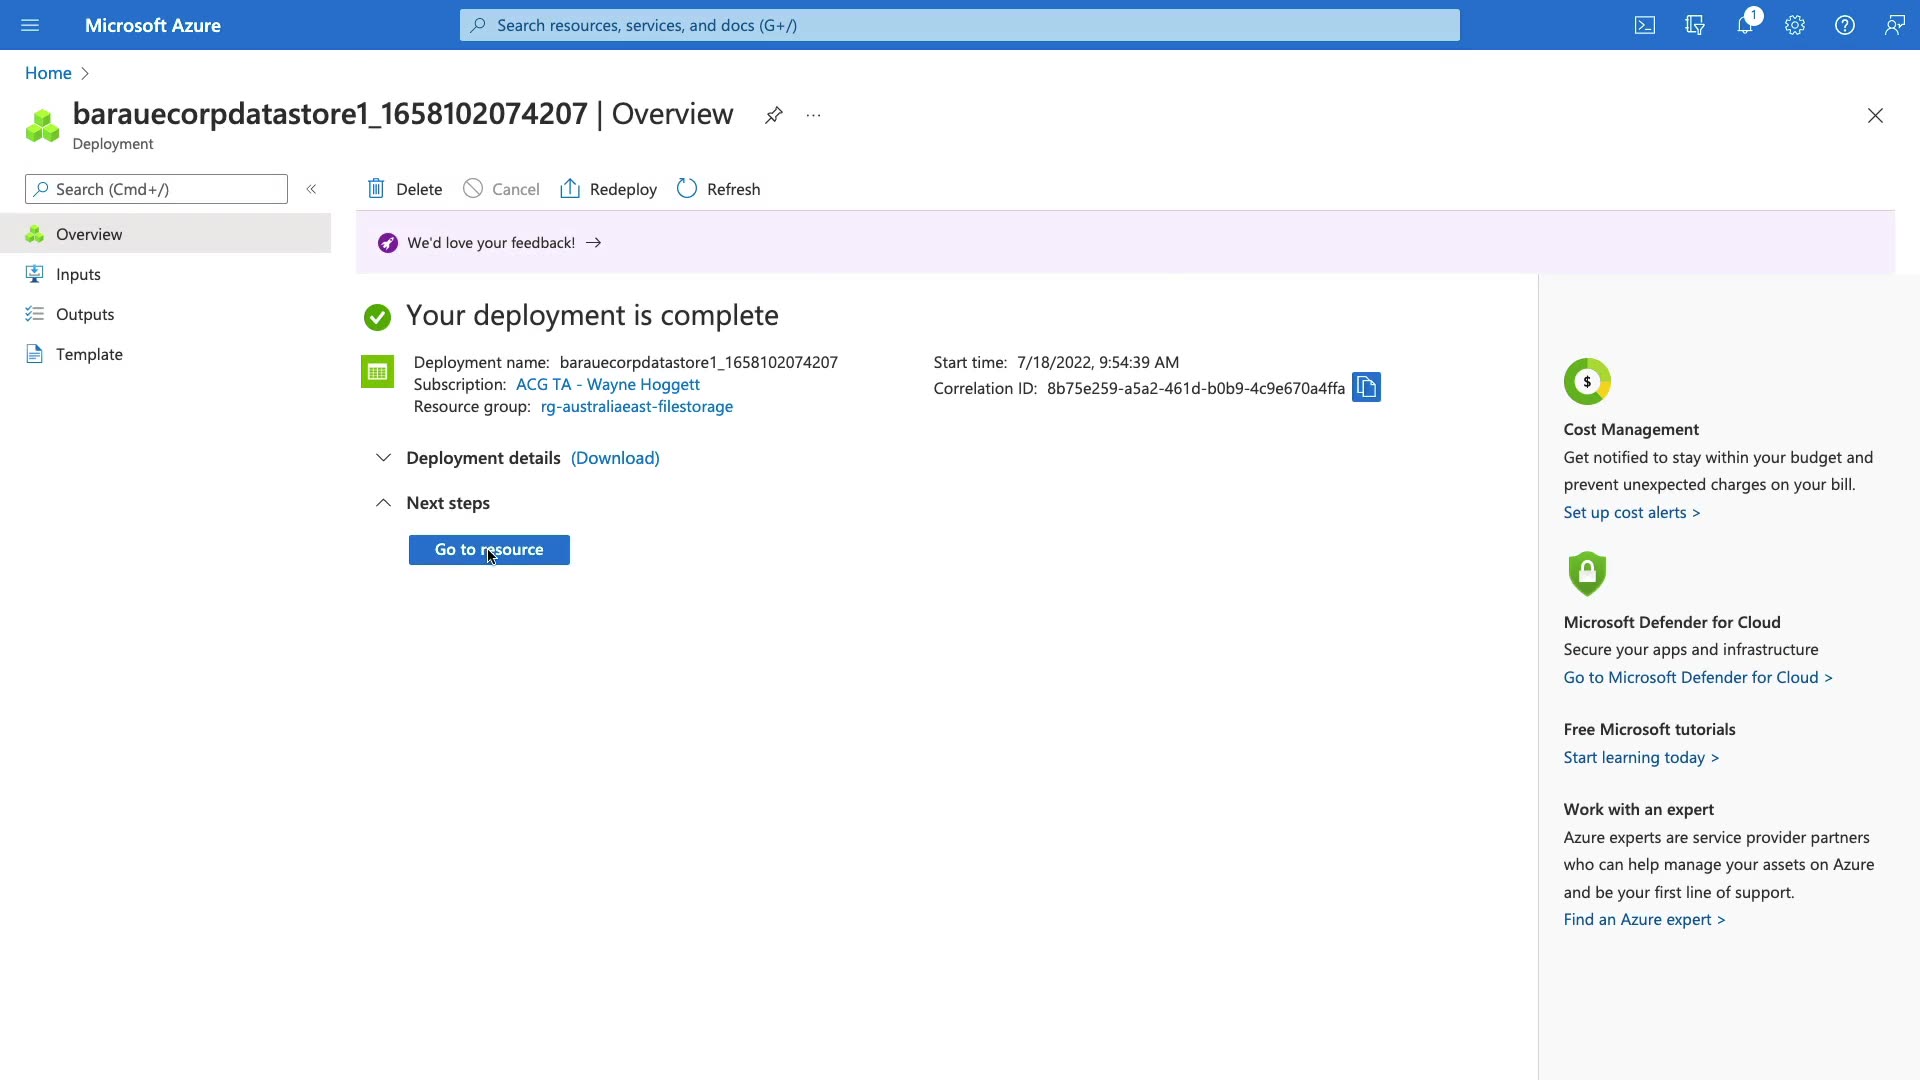 Microsoft Azure
Search resources, services, and docs (G+/)
1
Home
barauecorpdatastore1_1658102074207 | Overview
...
Deployment
Search (Cmd+/)
«
Delete
Cancel
Redeploy
Refresh
Overview
Inputs
Outputs
Template
We'd love your feedback! →
Your deployment is complete
Deployment name: barauecorpdatastore1_1658102074207
Subscription: ACG TA - Wayne Hoggett
Resource group: rg-australiaeast-filestorage
Start time: 7/18/2022, 9:54:39 AM
Correlation ID: 8b75e259-a5a2-461d-b0b9-4c9e670a4ffa
Deployment details (Download)
Next steps
Go to resource
$
Cost Management
Get notified to stay within your budget and
prevent unexpected charges on your bill.
Set up cost alerts >
Microsoft Defender for Cloud
Secure your apps and infrastructure
Go to Microsoft Defender for Cloud >
Free Microsoft tutorials
Start learning today >
Work with an expert
Azure experts are service provider partners
who can help manage your assets on Azure
and be your first line of support.
Find an Azure expert >